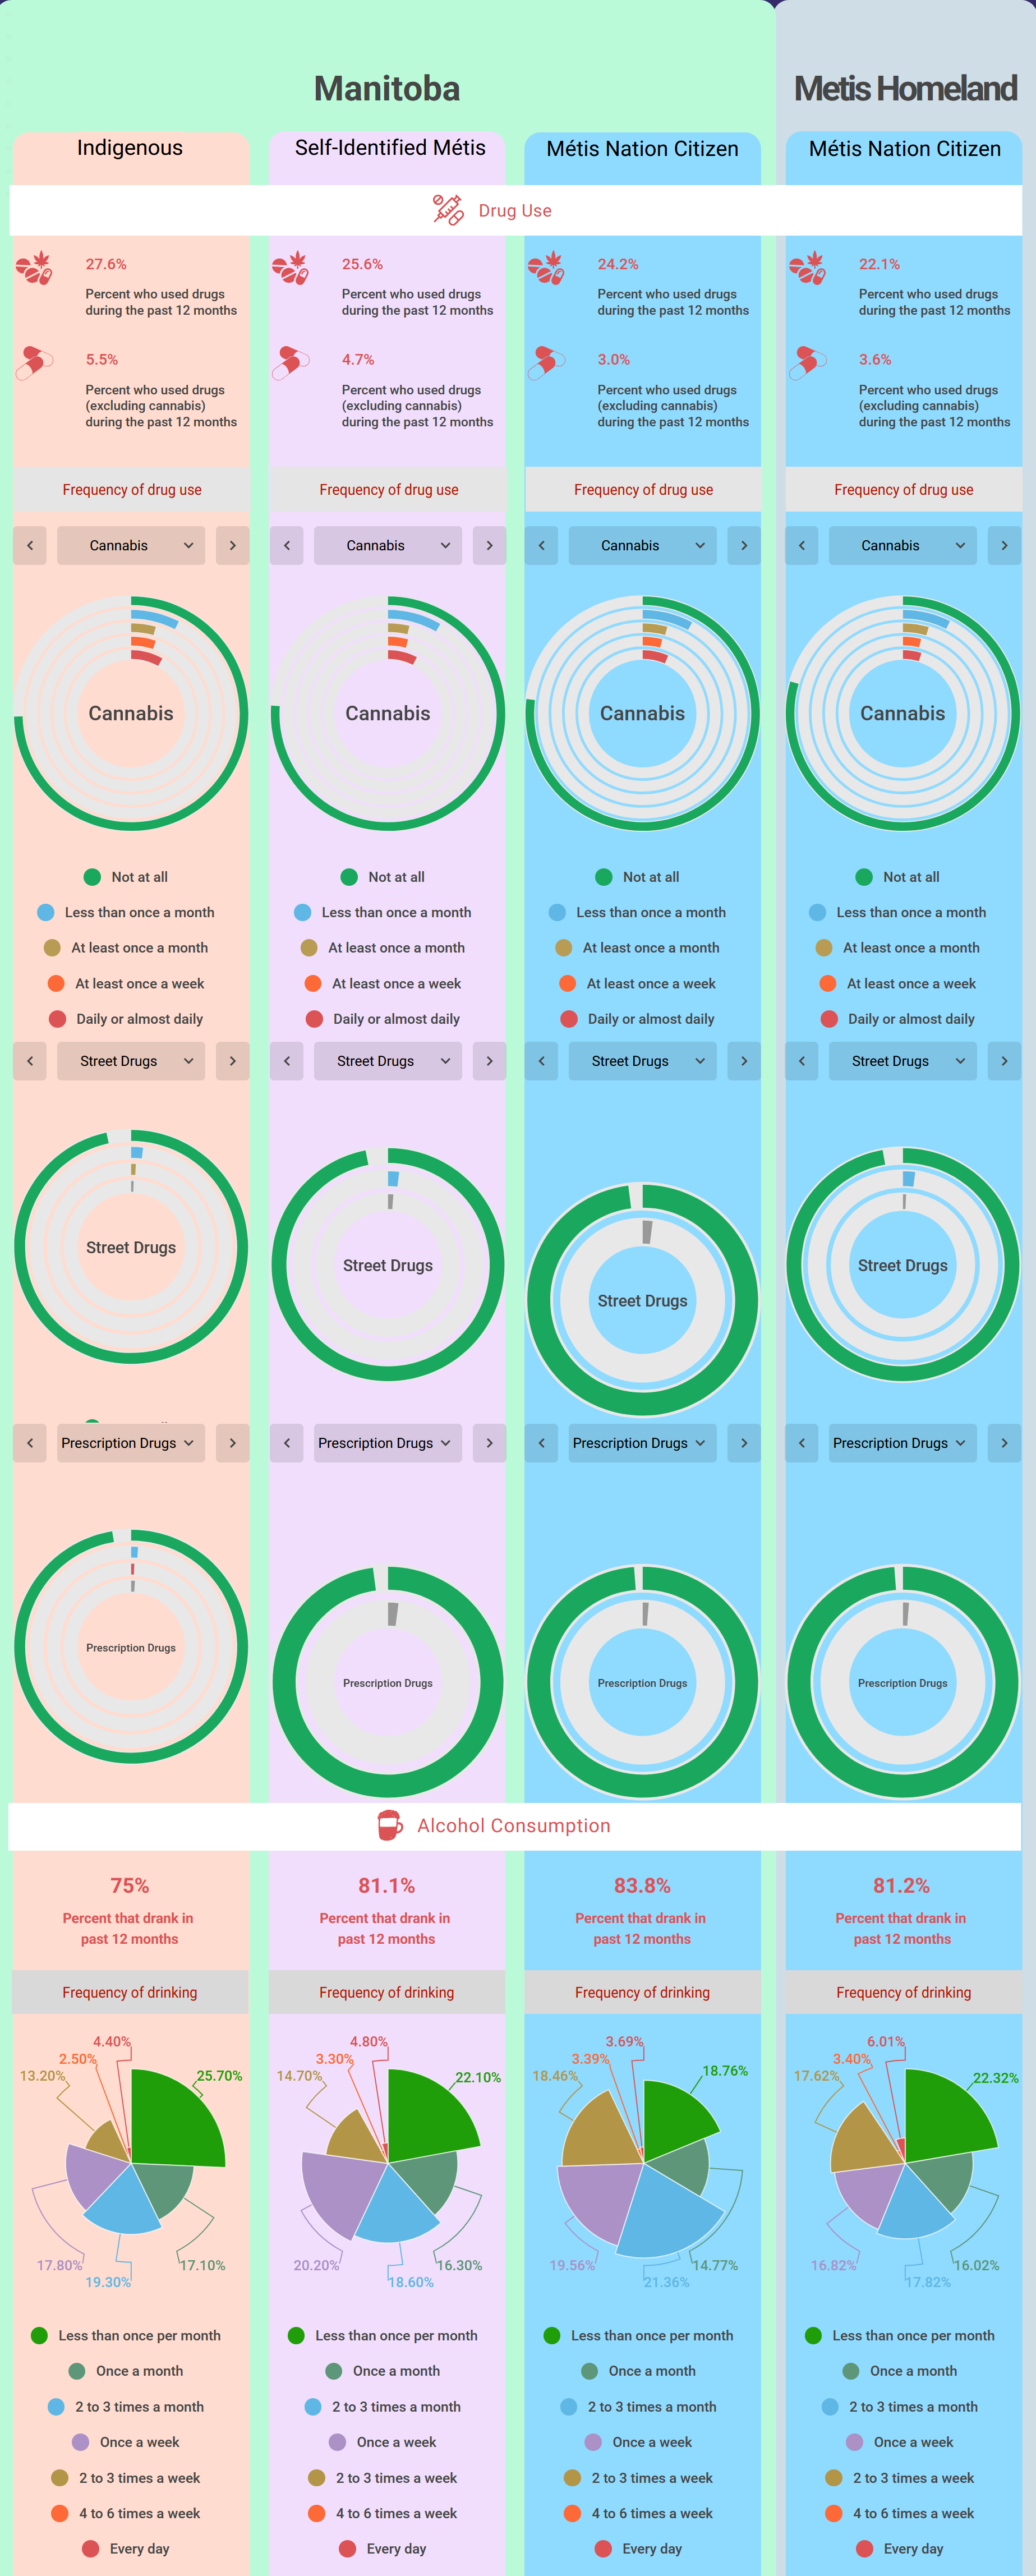 Manitoba
Metis Homeland
Indigenous
Self-Identified Métis
Métis Nation Citizen
Métis Nation Citizen
Drug Use
27.6%
Percent who used drugs
during the past 12 months
5.5%
Percent who used drugs
(excluding cannabis)
during the past 12 months
25.6%
Percent who used drugs
during the past 12 months
4.7%
Percent who used drugs
(excluding cannabis)
during the past 12 months
24.2%
Percent who used drugs
during the past 12 months
3.0%
Percent who used drugs
(excluding cannabis)
during the past 12 months
22.1%
Percent who used drugs
during the past 12 months
3.6%
Percent who used drugs
(excluding cannabis)
during the past 12 months
Frequency of drug use
Frequency of drug use
Frequency of drug use
Frequency of drug use
Cannabis
Cannabis
Cannabis
Cannabis
Cannabis
Cannabis
Cannabis
Cannabis
Not at all
Less than once a month
At least once a month
At least once a week
Daily or almost daily
Not at all
Less than once a month
At least once a month
At least once a week
Daily or almost daily
Not at all
Less than once a month
At least once a month
At least once a week
Daily or almost daily
Not at all
Less than once a month
At least once a month
At least once a week
Daily or almost daily
Street Drugs
Street Drugs
Street Drugs
Street Drugs
Street Drugs
Street Drugs
Street Drugs
Street Drugs
Prescription Drugs
Prescription Drugs
Prescription Drugs
Prescription Drugs
Prescription Drugs
Prescription Drugs
Prescription Drugs
Prescription Drugs
Alcohol Consumption
75%
Percent that drank in
past 12 months
81.1%
Percent that drank in
past 12 months
83.8%
Percent that drank in
past 12 months
81.2%
Percent that drank in
past 12 months
Frequency of drinking
Frequency of drinking
Frequency of drinking
Frequency of drinking
4.40%
2.50%
13.20%
25.70%
17.80%
17.10%
19.30%
4.80%
3.30%
14.70%
22.10%
20.20%
16.30%
18.60%
3.69%
3.39%
18.46%
18.76%
19.56%
14.77%
21.36%
6.01%
3.40%
17.62%
22.32%
16.82%
16.02%
17.82%
Less than once per month
Once a month
2 to 3 times a month
Once a week
2 to 3 times a week
4 to 6 times a week
Every day
Less than once per month
Once a month
2 to 3 times a month
Once a week
2 to 3 times a week
4 to 6 times a week
Every day
Less than once per month
Once a month
2 to 3 times a month
Once a week
2 to 3 times a week
4 to 6 times a week
Every day
Less than once per month
Once a month
2 to 3 times a month
Once a week
2 to 3 times a week
4 to 6 times a week
Every day